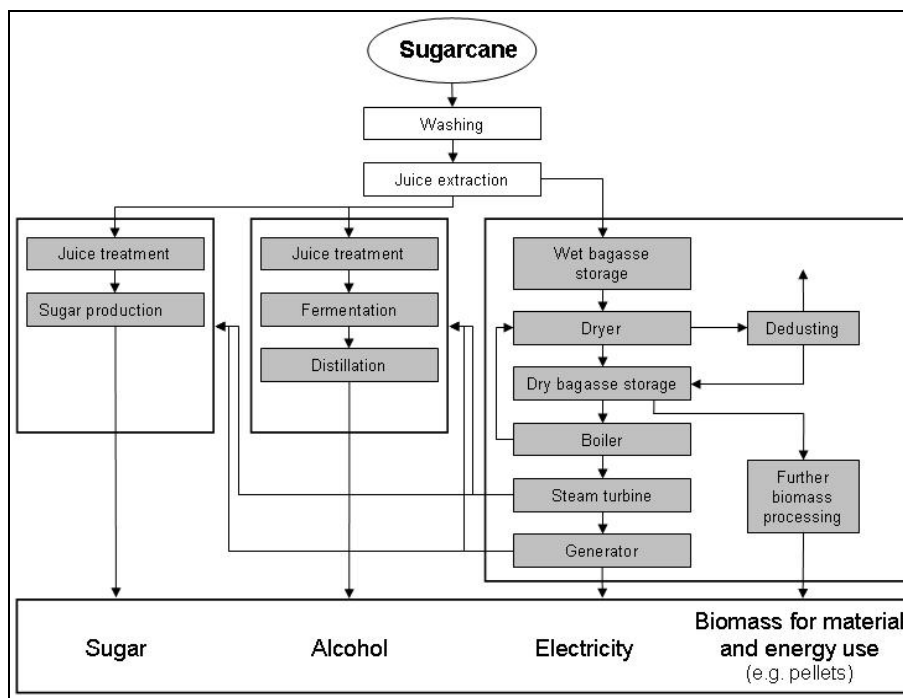 Sugarcane
Washing
Juice extraction
Juice treatment
Sugar production
Juice treatment
Fermentation
Distillation
Wet bagasse
storage
Dryer
Dedusting
Dry bagasse storage
Boiler
Steam turbine
Generator
Further
biomass
processing
Sugar
Alcohol
Electricity
Biomass for material
and energy use
(e.g. pellets)